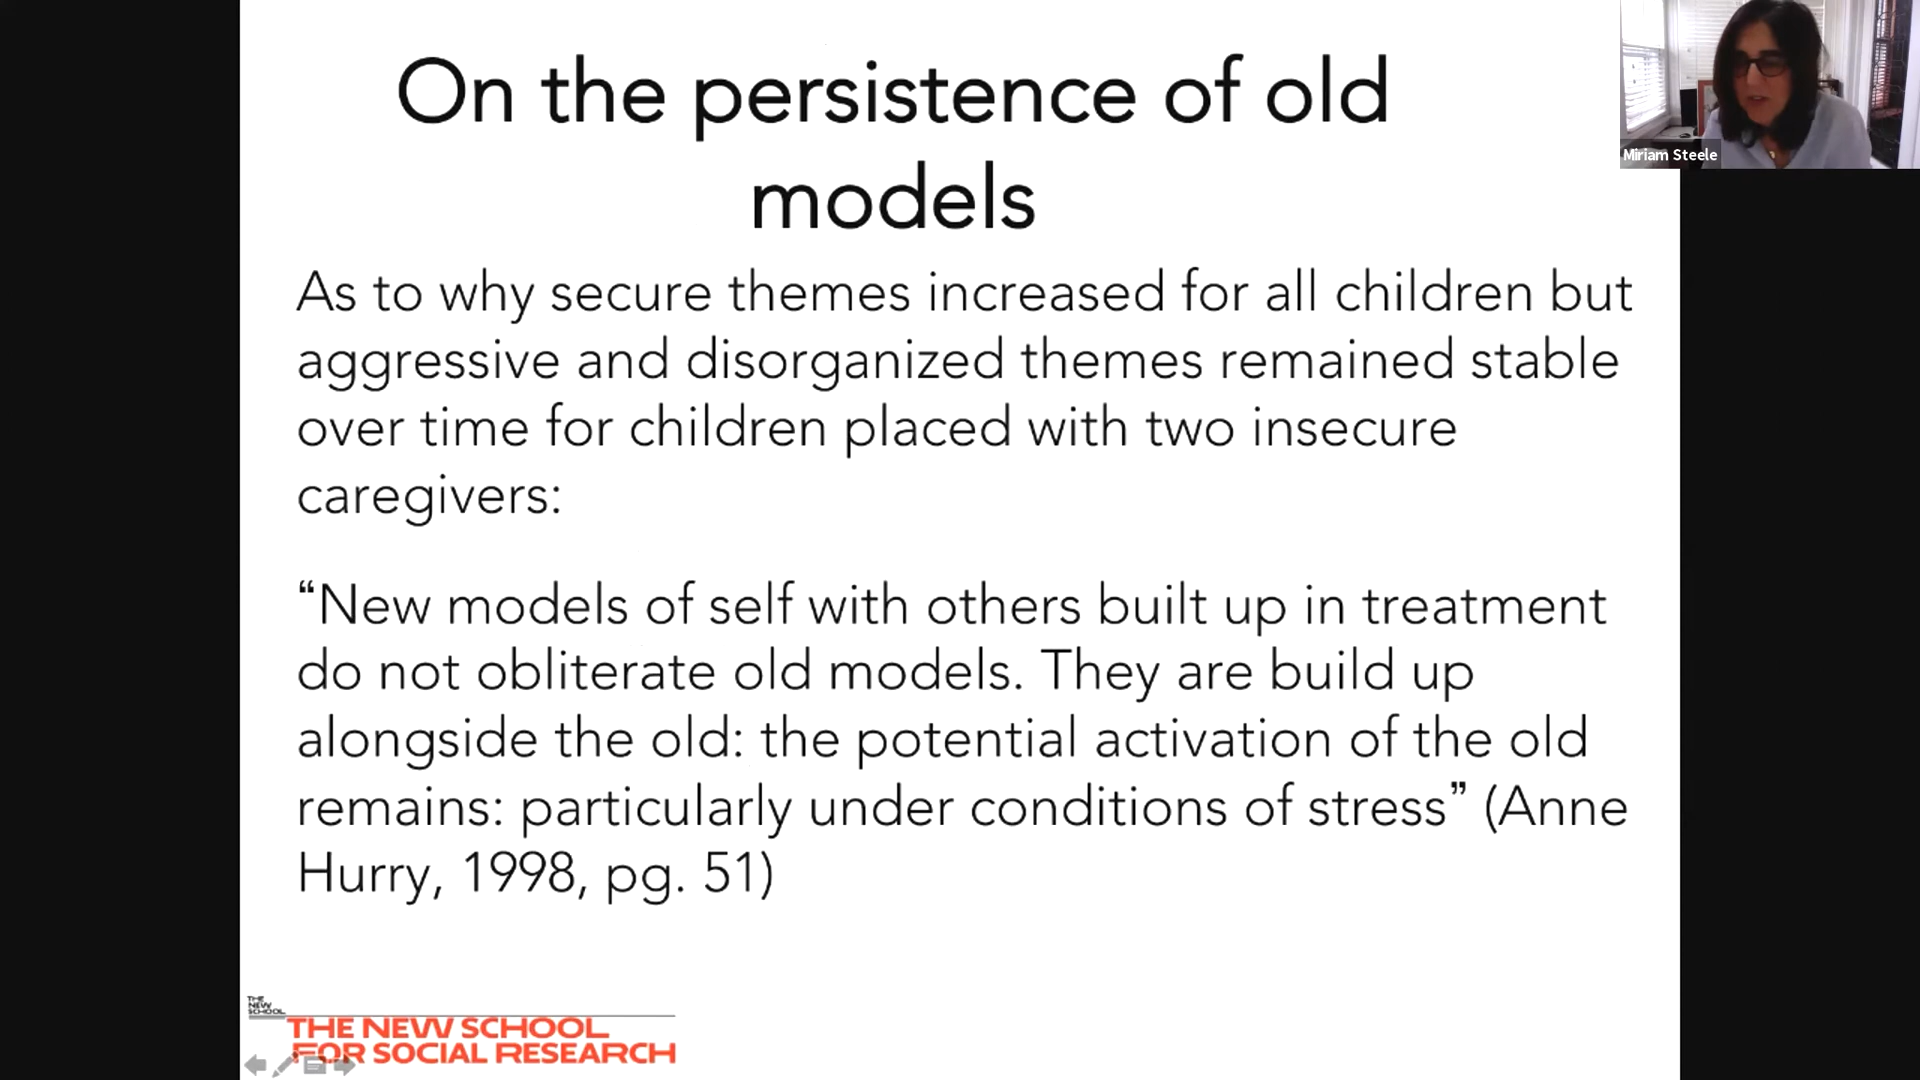 On the persistence of old
models
Miriam Steele
As to why secure themes increased for all children but
aggressive and disorganized themes remained stable
over time for children placed with two insecure
caregivers:
“New models of self with others built up in treatment
do not obliterate old models. They are build up
alongside the old: the potential activation of the old
remains: particularly under conditions of stress” (Anne
Hurry, 1998, pg. 51)
THE
NEW
SCHOOL
THE NEW SCHOOL
FOR SOCIAL RESEARCH